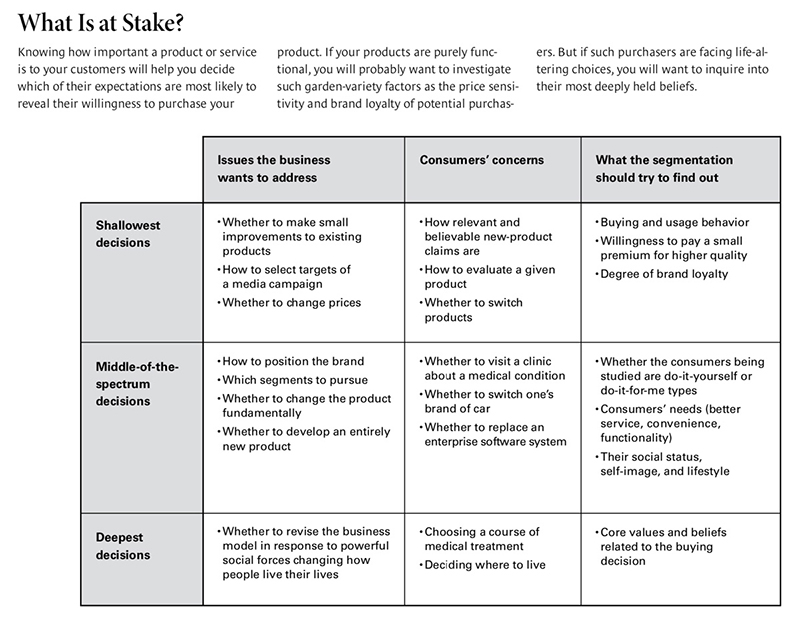 What Is at Stake?
Knowing how important a product or service
is to your customers will help you decide
which of their expectations are most likely to
reveal their willingness to purchase your
product. If your products are purely func-
tional, you will probably want to investigate
such garden-variety factors as the price sensi-
tivity and brand loyalty of potential purchas-
ers. But if such purchasers are facing life-al-
tering choices, you will want to inquire into
their most deeply held beliefs.
Issues the business
wants to address
Consumers' concerns
What the segmentation
should try to find out
Shallowest
decisions
•Whether to make small
improvements to existing
products
•How to select targets of
a media campaign
•Whether to change prices
•How relevant and
believable new-product
claims are
•How to evaluate a given
product
•Whether to switch
products
•Buying and usage behavior
•Willingness to pay a small
premium for higher quality
•Degree of brand loyalty
Middle-of-the-
spectrum
decisions
•How to position the brand
•Which segments to pursue
•Whether to change the product
fundamentally
•Whether to develop an entirely
new product
•Whether to visit a clinic
about a medical condition
•Whether to switch one's
brand of car
•Whether to replace an
enterprise software system
•Whether the consumers being
studied are do-it-yourself or
do-it-for-me types
•Consumers' needs (better
service, convenience,
functionality)
•Their social status,
self-image, and lifestyle
Deepest
decisions
•Whether to revise the business
model in response to powerful
social forces changing how
people live their lives
•Choosing a course of
medical treatment
•Deciding where to live
•Core values and beliefs
related to the buying
decision